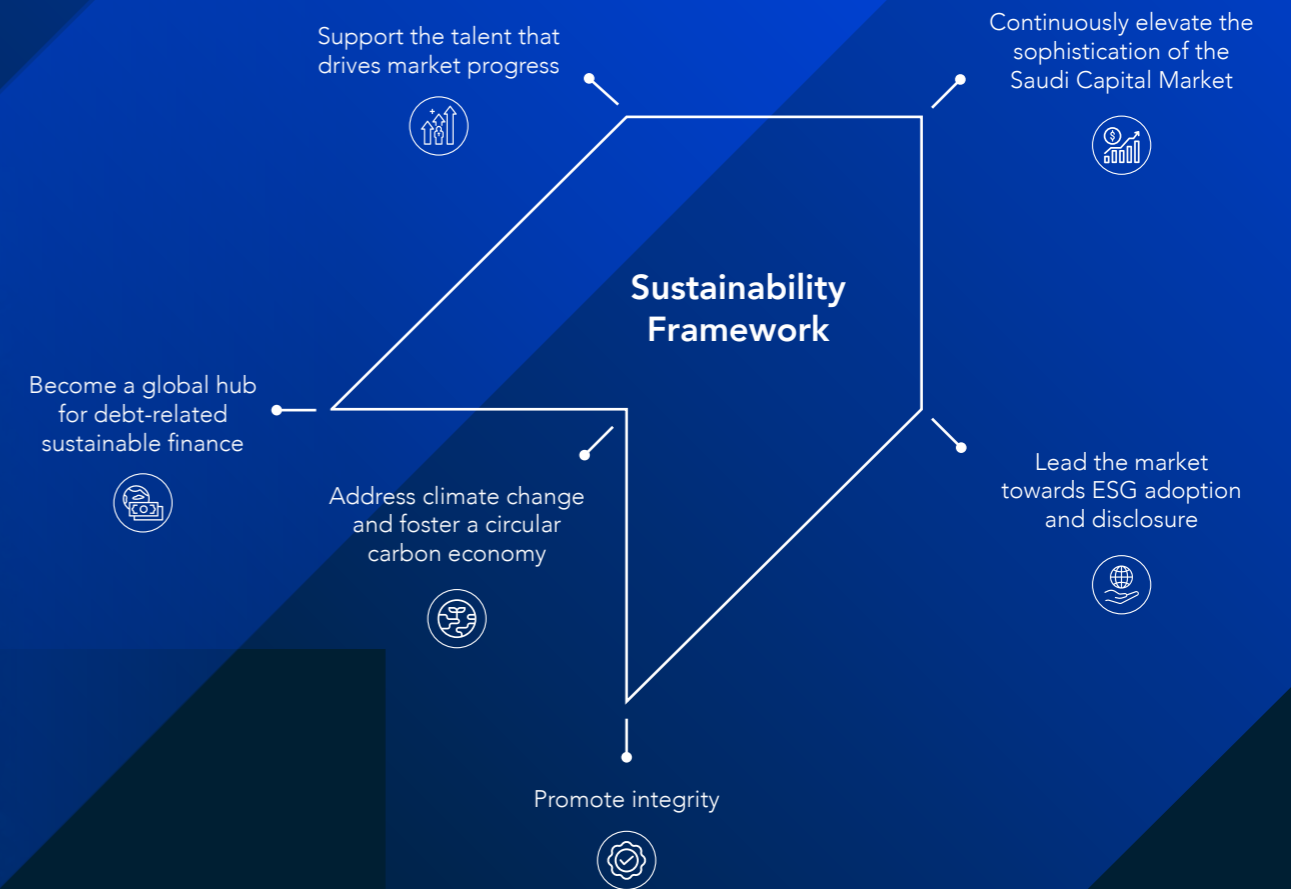 Support the talent that
drives market progress
Continuously elevate the
sophistication of the
Saudi Capital Market
Sustainability
Framework
Become a global hub
for debt-related
sustainable finance
Address climate change
and foster a circular
carbon economy
Lead the market
towards ESG adoption
and disclosure
Promote integrity